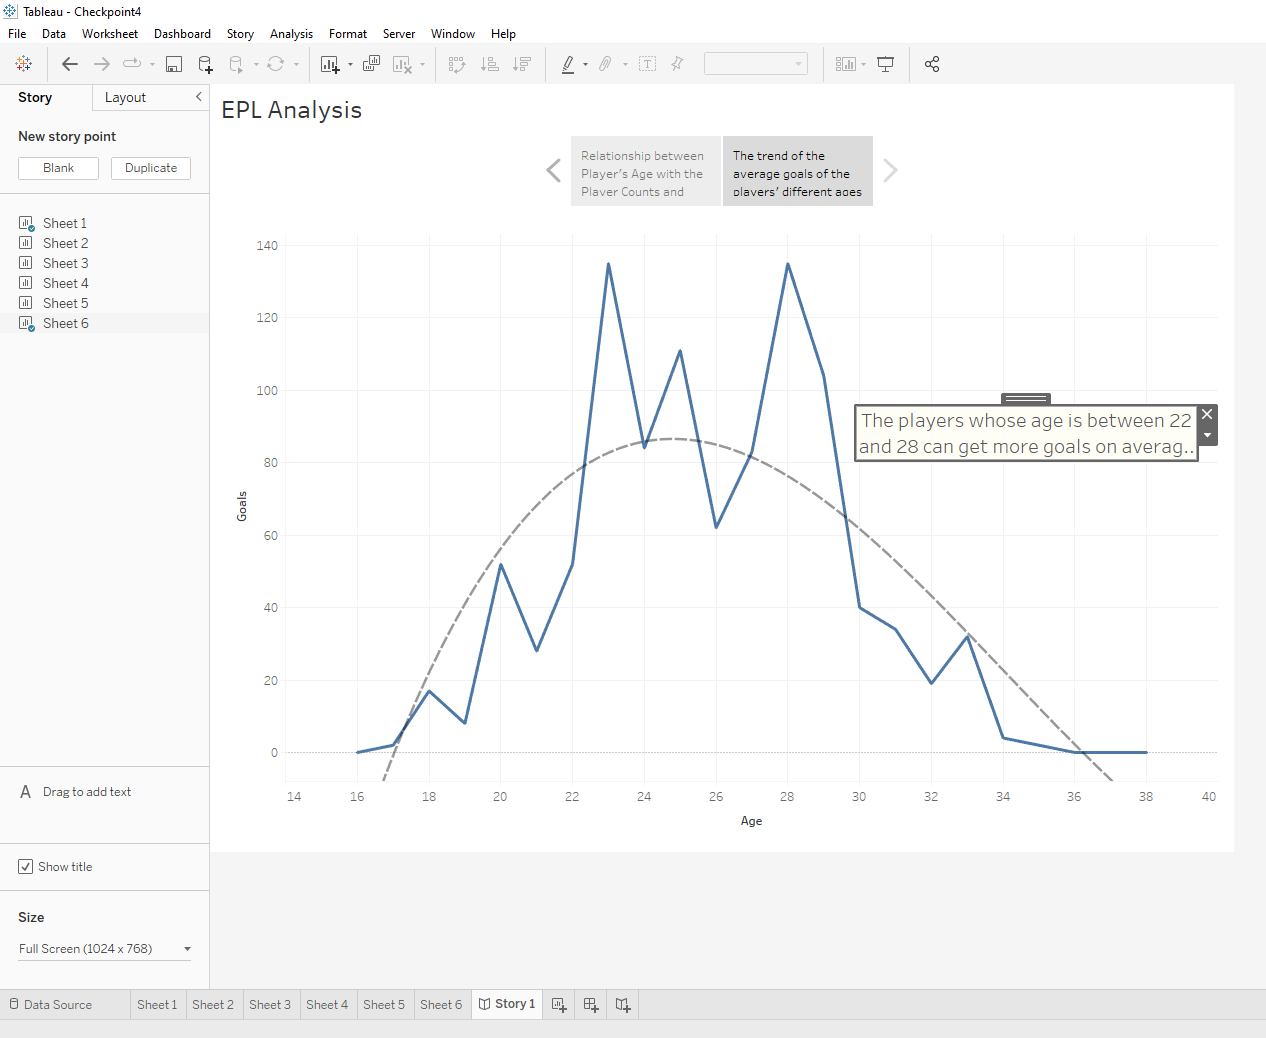 Tableau - Checkpoint4
File Data Worksheet Dashboard Story Analysis Format Server Window Help
Story Layout
New story point
Blank Duplicate
Sheet 1
Sheet 2
Sheet 3
Sheet 4
Sheet 5
Sheet 6
A Drag to add text
Show title
Size
Full Screen (1024 x 768)
EPL Analysis
Relationship between
Player's Age with the
Player Counts and
The trend of the
average goals of the
players' different ages
140
120
100
80
60
40
20
0
Goals
The players whose age is between 22
and 28 can get more goals on averag..
14 16 18 20 22 24 26 28 30 32 34 36 38 40
Age
Data Source Sheet 1 Sheet 2 Sheet 3 Sheet 4 Sheet 5 Sheet 6 Story 1